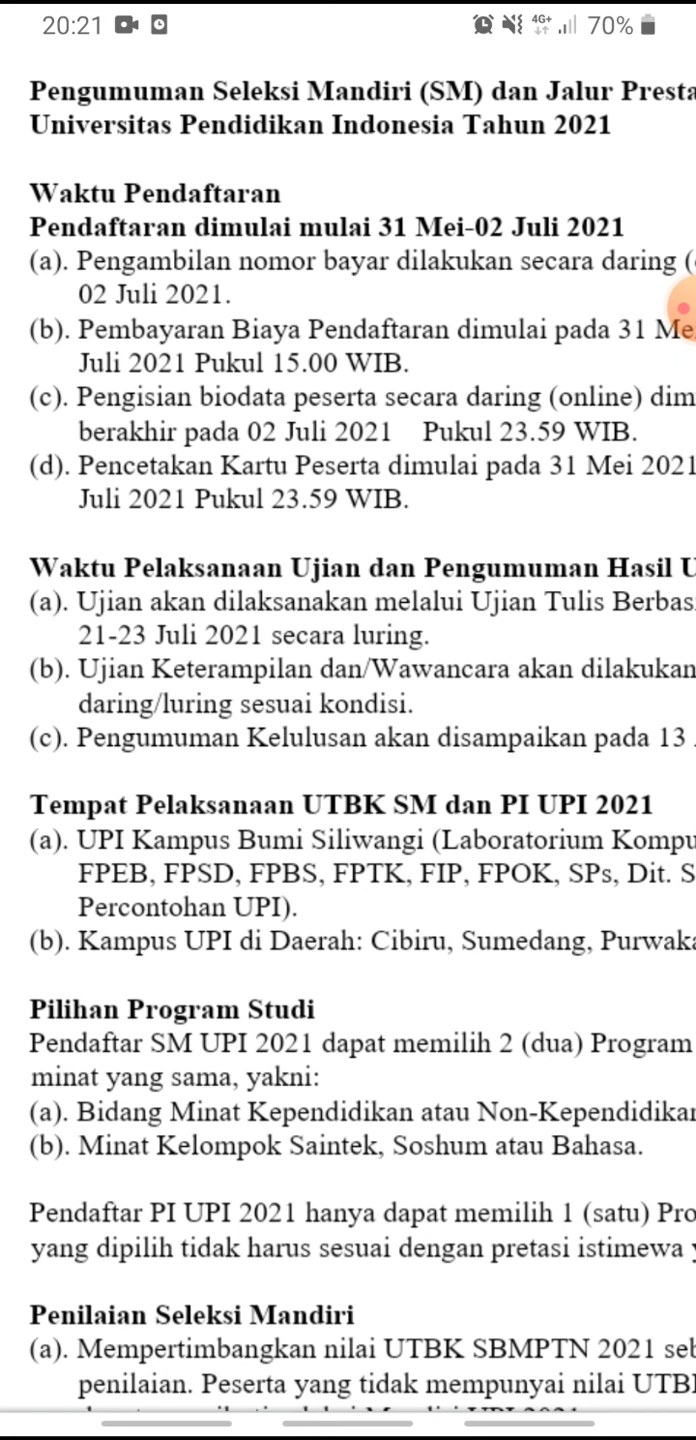 20:21
4G+ 70%
Pengumuman Seleksi Mandiri (SM) dan Jalur Presta
Universitas Pendidikan Indonesia Tahun 2021
Waktu Pendaftaran
Pendaftaran dimulai mulai 31 Mei-02 Juli 2021
(a). Pengambilan nomor bayar dilakukan secara daring (
02 Juli 2021.
(b). Pembayaran Biaya Pendaftaran dimulai pada 31 Me
Juli 2021 Pukul 15.00 WIB.
(c). Pengisian biodata peserta secara daring (online) dim
berakhir pada 02 Juli 2021 Pukul 23.59 WIB.
(d). Pencetakan Kartu Peserta dimulai pada 31 Mei 2021
Juli 2021 Pukul 23.59 WIB.
Waktu Pelaksanaan Ujian dan Pengumuman Hasil U
(a). Ujian akan dilaksanakan melalui Ujian Tulis Berbas
21-23 Juli 2021 secara luring.
(b). Ujian Keterampilan dan/Wawancara akan dilakukan
daring/luring sesuai kondisi.
(c). Pengumuman Kelulusan akan disampaikan pada 13
Tempat Pelaksanaan UTBK SM dan PI UPI 2021
(a). UPI Kampus Bumi Siliwangi (Laboratorium Kompu
FPEB, FPSD, FPBS, FPTK, FIP, FPOK, SPs, Dit. S
Percontohan UPI).
(b). Kampus UPI di Daerah: Cibiru, Sumedang, Purwaka
Pilihan Program Studi
Pendaftar SM UPI 2021 dapat memilih 2 (dua) Program
minat yang sama, yakni:
(a). Bidang Minat Kependidikan atau Non-Kependidikan
(b). Minat Kelompok Saintek, Soshum atau Bahasa.
Pendaftar PI UPI 2021 hanya dapat memilih 1 (satu) Pro
yang dipilih tidak harus sesuai dengan pretasi istimewa y
Penilaian Seleksi Mandiri
(a). Mempertimbangkan nilai UTBK SBMPTN 2021 seb
penilaian. Peserta yang tidak mempunyai nilai UTB